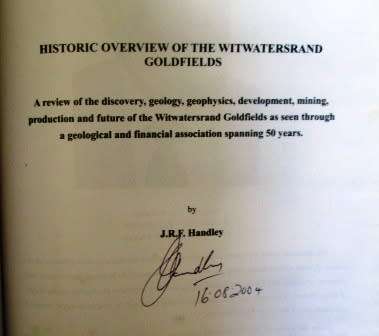 HISTORIC OVERVIEW OF THE WITWATERSRAND
GOLDFIELDS
A review of the discovery, geology, geophysics, development, mining,
production and future of the Witwatersrand Goldfields as seen through
a geological and financial association spanning 50 years.
by
J.R.F. Handley
JHandley
16.08.2004